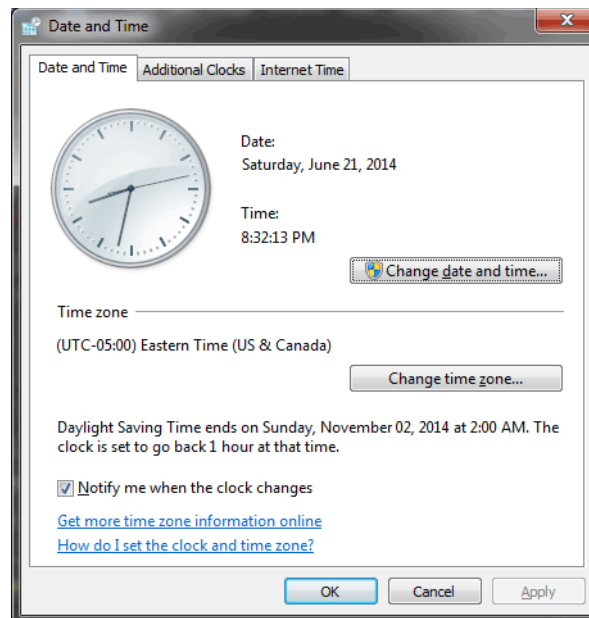 Date and Time
Date and Time
Additional Clocks
Internet Time
Date:
Saturday, June 21, 2014
Time:
8:32:13 PM
Change date and time...
Time zone
(UTC-05:00) Eastern Time (US & Canada)
Change time zone...
Daylight Saving Time ends on Sunday, November 02, 2014 at 2:00 AM. The
clock is set to go back 1 hour at that time.
Notify me when the clock changes
Get more time zone information online
How do I set the clock and time zone?
OK
Cancel
Apply